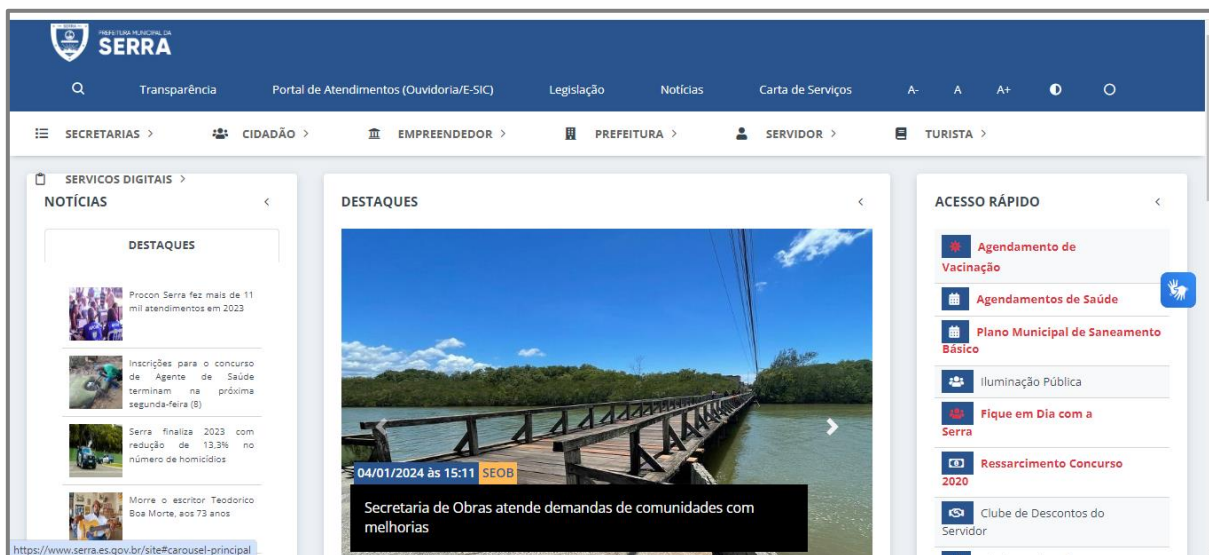 PREFEITURA MUNICIPAL DA
SERRA
Transparência Portal de Atendimentos (Ouvidoria/E-SIC) Legislação Notícias Carta de Serviços A- A A+
SECRETARIAS > CIDADÃO > EMPREENDEDOR > PREFEITURA > SERVIDOR > TURISTA >
SERVICOS DIGITAIS >
NOTÍCIAS
DESTAQUES
Procon Serra fez mais de 11
mil atendimentos em 2023
Inscrições para o concurso
de Agente de Saúde
terminam na próxima
segunda-feira (8)
Serra finaliza 2023 com
redução de 13,3% no
número de homicídios
Morre o escritor Teodorico
Boa Morte, aos 73 anos
DESTAQUES
04/01/2024 às 15:11 SEOB
Secretaria de Obras atende demandas de comunidades com
melhorias
ACESSO RÁPIDO
Agendamento de
Vacinação
Agendamentos de Saúde
Plano Municipal de Saneamento
Básico
Iluminação Pública
Fique em Dia com a
Serra
Ressarcimento Concurso
2020
Clube de Descontos do
Servidor
https://www.serra.es.gov.br/site#carousel-principal